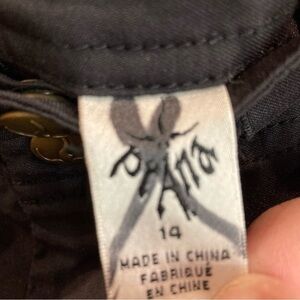 prAna
14
MADE IN CHINA
FABRIQUÉ
EN CHINE